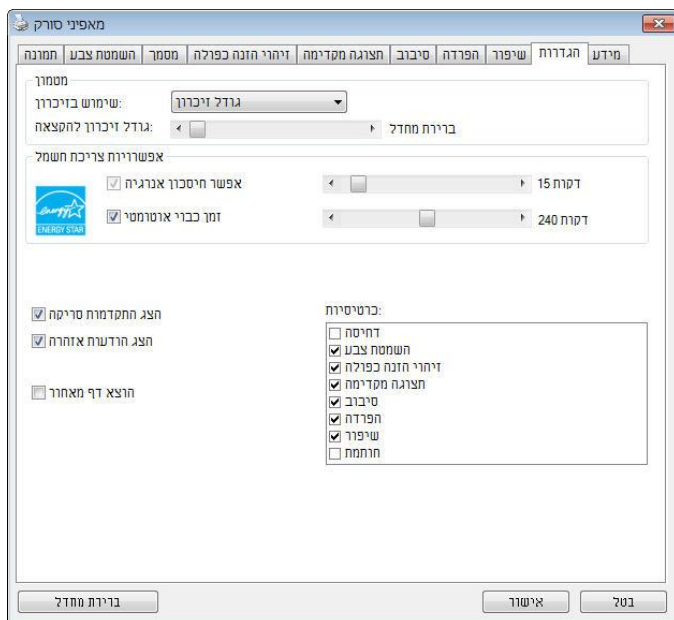 מאפיני סורק
תמונה
השמטת צבע
מסמך
זיהוי הזנה כפולה
תצוגה מקדימה
סיבוב
הפרדה
שיפור
הגדרות
מידע
מטמון
שימוש בזיכרון:
גודל זיכרון
גודל זיכרון להקצאה:
ברירת מחדל
אפשרויות צריכת חשמל
אפשר חיסכון אנרגיה
15 דקות
זמן כבוי אוטומטי
240 דקות
energy
ENERGY STAR
הצג התקדמות סריקה
הצג הודעות אזהרה
הוצא דף מאחור
כרטיסיות:
דחיסה
השמטת צבע
זיהוי הזנה כפולה
תצוגה מקדימה
סיבוב
הפרדה
שיפור
חותמת
ברירת מחדל
אישור
בטל